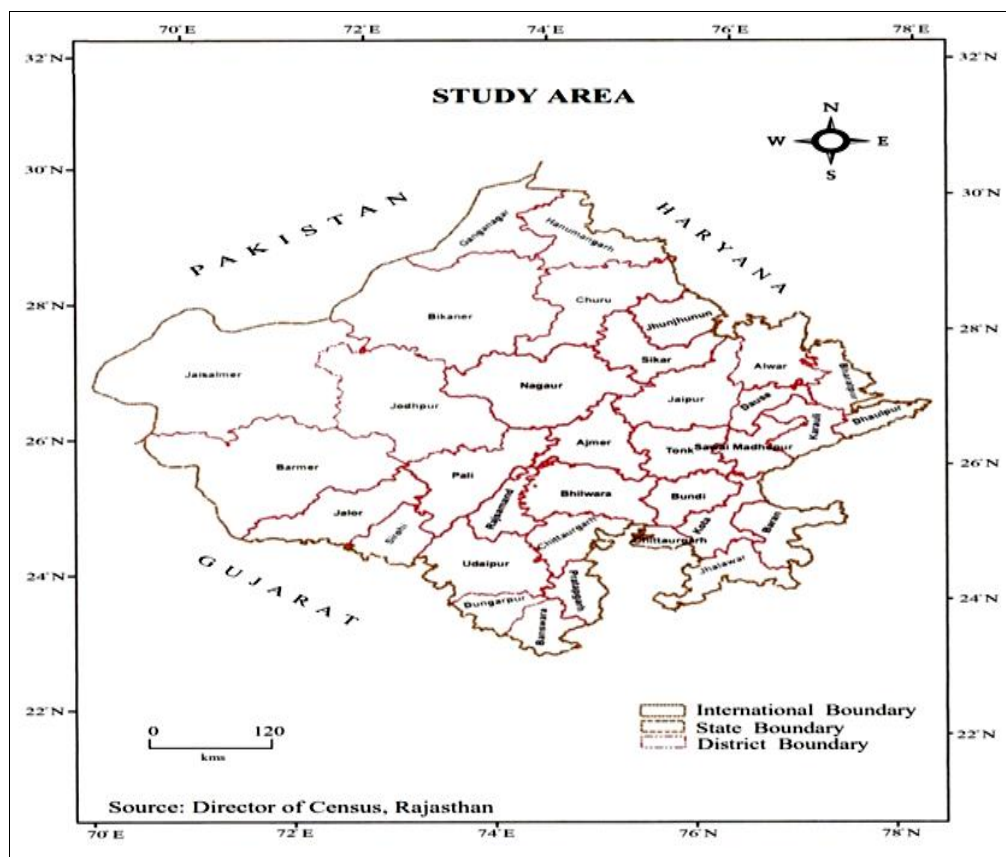 70°E 72°E 74°E 76°E 78°E
32°N 32°N
STUDY AREA
N
W E
S
30°N 30°N
PAKISTAN
HARYANA
Ganganagar
Hanumangarh
28°N 28°N
Churu
Bikaner
Jhunjhunun
Sikar
Jaisalmer
Nagaur
Alwar
Bharatpur
Jodhpur
Jaipur
Dausa
Karauli
Dhaulpur
26°N 26°N
Ajmer
Tonk
Sawai Madhapur
Barmer
Pali
Bhilwara
Bundi
Rajsamand
Jalor
Sirohi
Chittaurgarh
Kota
Baran
Chittaurgarh
24°N 24°N
GUJARAT
Udaipur
Jhalawar
Pratapgarh
Dungarpur
Banswara
22°N 22°N
0 120
kms
International Boundary
State Boundary
District Boundary
Source: Director of Census, Rajasthan
70°E 72°E 74°E 76°E 78°E